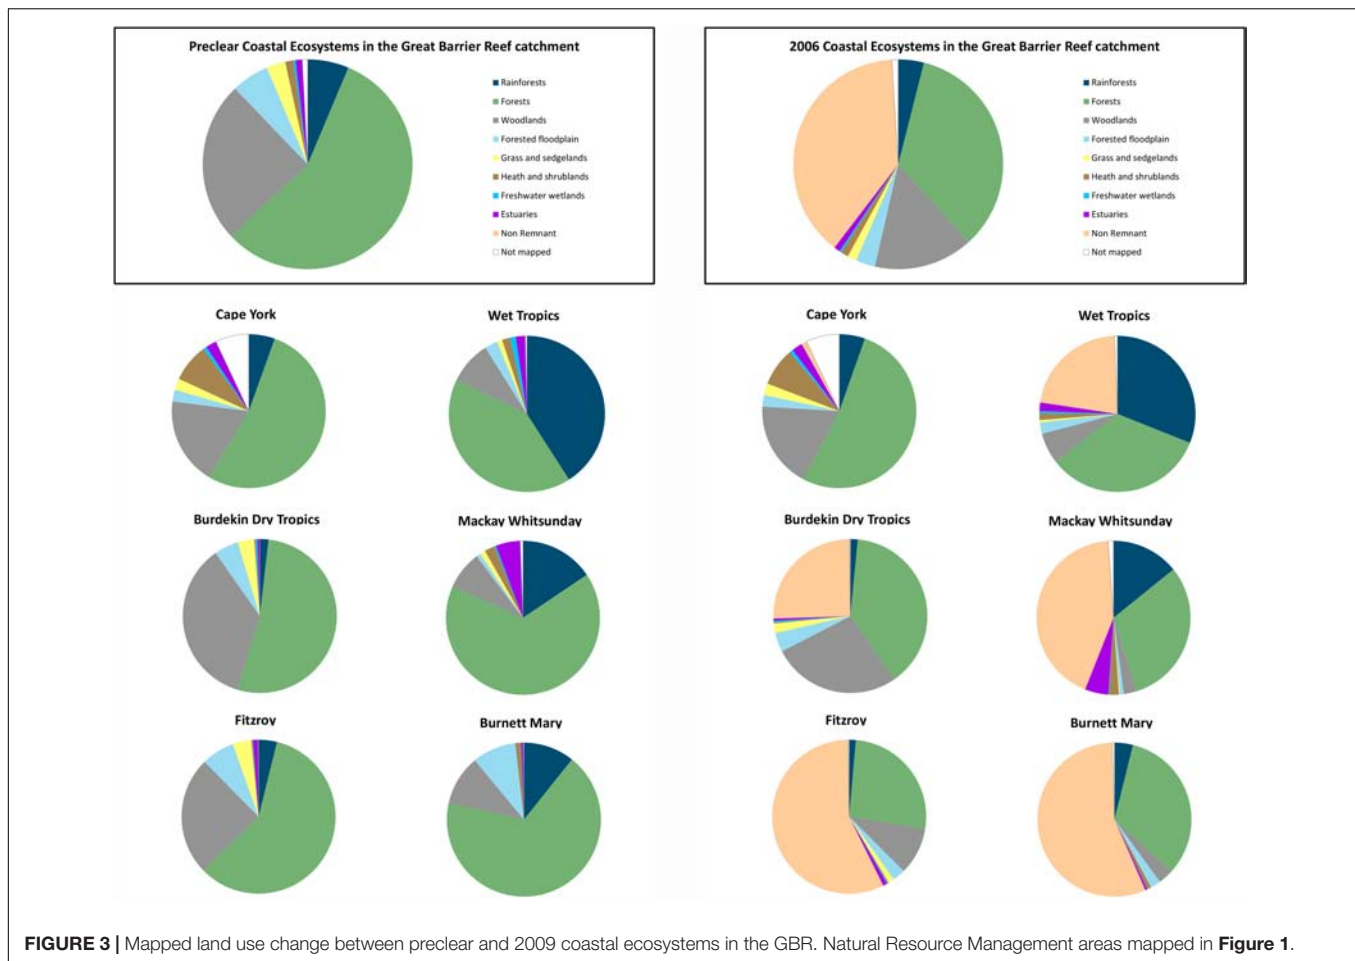 Preclear Coastal Ecosystems in the Great Barrier Reef catchment
Rainforests
Forests
Woodlands
Forested floodplain
Grass and sedgelands
Heath and shrublands
Freshwater wetlands
Estuaries
Non Remnant
Not mapped
2006 Coastal Ecosystems in the Great Barrier Reef catchment
Rainforests
Forests
Woodlands
Forested floodplain
Grass and sedgelands
Heath and shrublands
Freshwater wetlands
Estuaries
Non Remnant
Not mapped
Cape York
Wet Tropics
Cape York
Wet Tropics
Burdekin Dry Tropics
Mackay Whitsunday
Burdekin Dry Tropics
Mackay Whitsunday
Fitzroy
Burnett Mary
Fitzroy
Burnett Mary
FIGURE 3 | Mapped land use change between preclear and 2009 coastal ecosystems in the GBR. Natural Resource Management areas mapped in Figure 1.